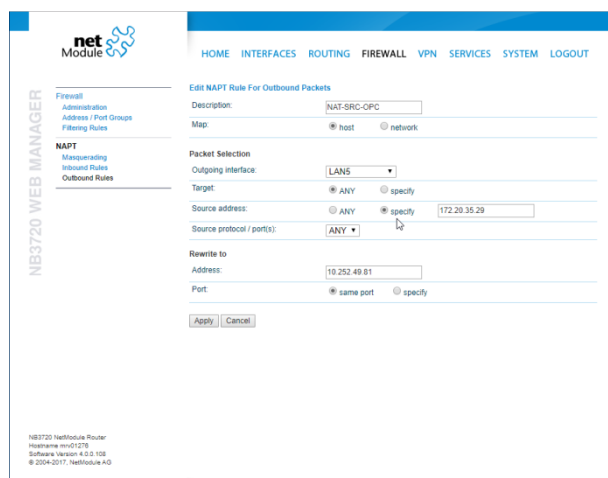 net
Module
HOME INTERFACES ROUTING FIREWALL VPN SERVICES SYSTEM LOGOUT
NB3720 WEB MANAGER
Firewall
Administration
Address / Port Groups
Filtering Rules
NAPT
Masquerading
Inbound Rules
Outbound Rules
Edit NAPT Rule For Outbound Packets
Description: NAT-SRC-OPC
Map: host network
Packet Selection
Outgoing interface: LAN5
Target: ANY specify
Source address: ANY specify 172.20.35.29
Source protocol / port(s): ANY
Rewrite to
Address: 10.252.49.81
Port: same port specify
Apply Cancel
NB3720 NetModule Router
Hostname mrv01276
Software Version 4.0.0.108
© 2004-2017, NetModule AG